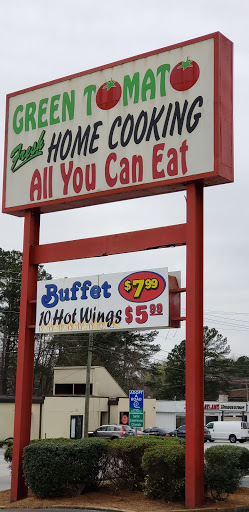 GREEN TOMATO
Fresh HOME COOKING
All You Can Eat
Buffet $7.99
10 Hot Wings $5.99